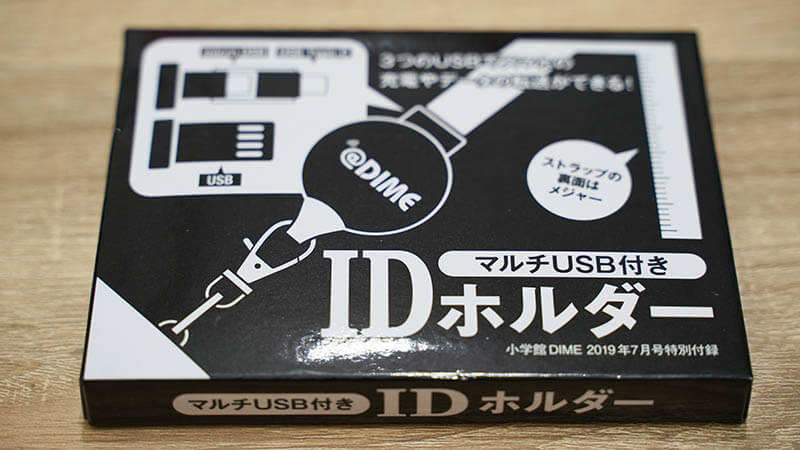 3つのUSB
充電やデータの転送ができる!
USB
@DIME
ストラップの
裏面は
メジャー
マルチUSB付き
IDホルダー
小学館DIME 2019年7月号特別付録
マルチUSB付き IDホルダー